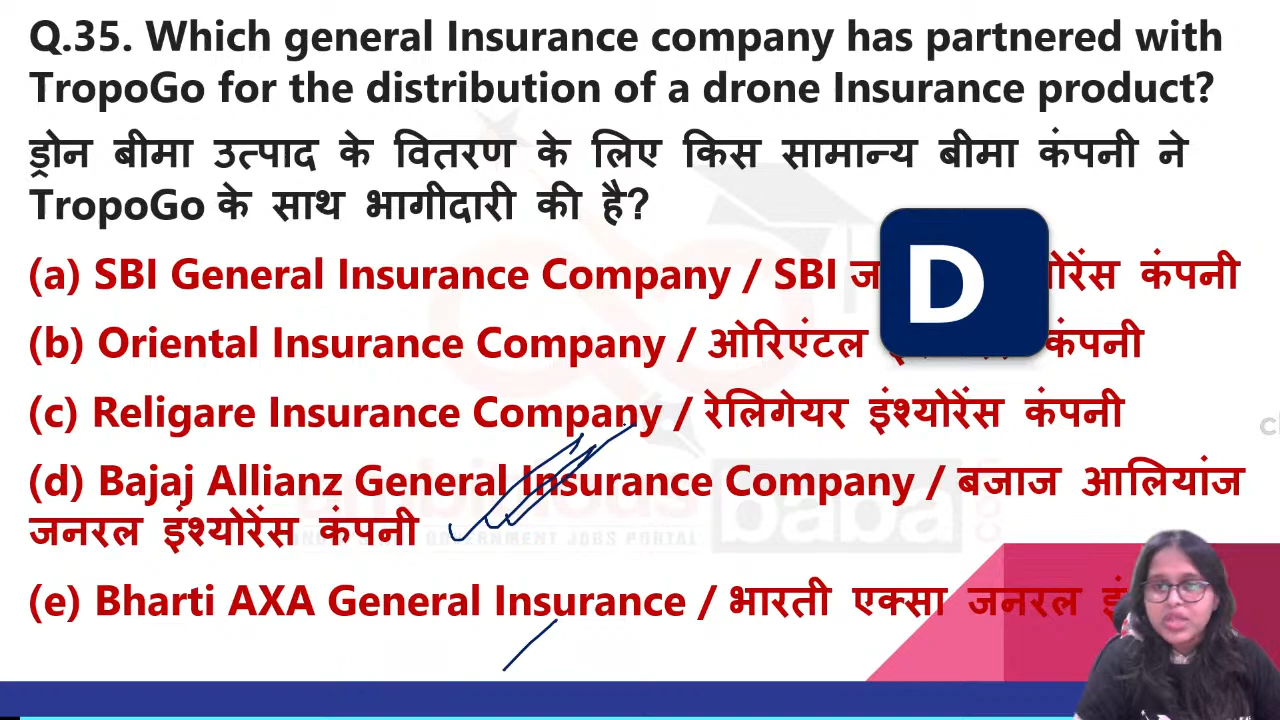 Q.35. Which general Insurance company has partnered with
TropoGo for the distribution of a drone Insurance product?
ड्रोन बीमा उत्पाद के वितरण के लिए किस सामान्य बीमा कंपनी ने
TropoGo के साथ भागीदारी की है?
(a) SBI General Insurance Company / SBI कंपनी
D
(b) Oriental Insurance Company / ओरिएंटल कंपनी
(c) Religare Insurance Company / रेलिगेयर इंश्योरेंस कंपनी
(d) Bajaj Allianz General Insurance Company / बजाज आलियांज
जनरल इंश्योरेंस कंपनी
(e) Bharti AXA General Insurance / भारती एक्सा जनरल